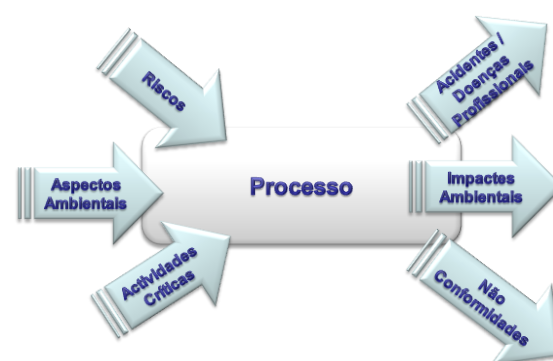 Riscos
Aspectos
Ambientais
Actividades
Críticas
Processo
Acidentes /
Doenças
Profissionais
Impactes
Ambientais
Não
Conformidades